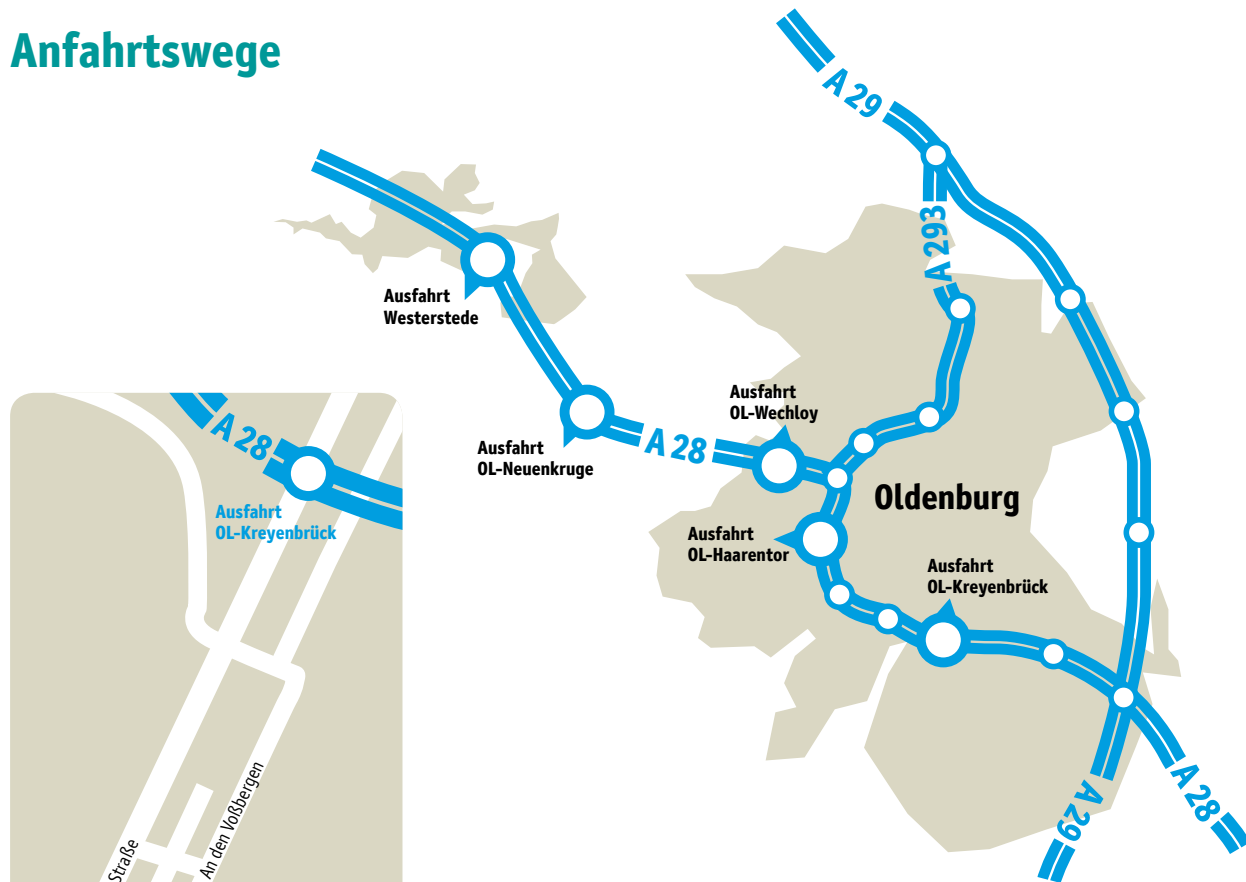 Anfahrtswege
A 29
A 293
Ausfahrt
Westerstede
Ausfahrt
OL-Wechloy
Ausfahrt
OL-Neuenkruge
A 28
Oldenburg
Ausfahrt
OL-Haarentor
Ausfahrt
OL-Kreyenbrück
A 29
A 28
A 28
Ausfahrt
OL-Kreyenbrück
Straße
An den Voßbergen